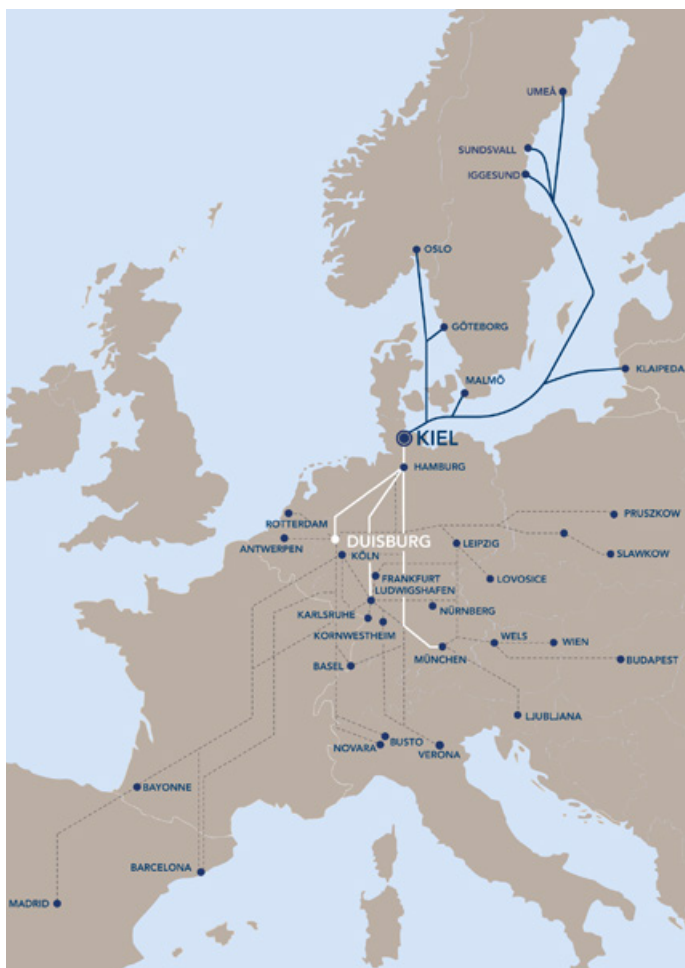 UMEÅ
SUNDSVALL
IGGESUND
OSLO
GÖTEBORG
KLAIPEDA
MALMÖ
KIEL
HAMBURG
PRUSZKOW
ROTTERDAM
DUISBURG
ANTWERPEN
LEIPZIG
KÖLN
SLAWKOW
FRANKFURT
LOVOSICE
LUDWIGSHAFEN
NÜRNBERG
KARLSRUHE
KORNWESTHEIM
WELS
WIEN
MÜNCHEN
BUDAPEST
BASEL
LJUBLJANA
BUSTO
NOVARA
VERONA
BAYONNE
BARCELONA
MADRID